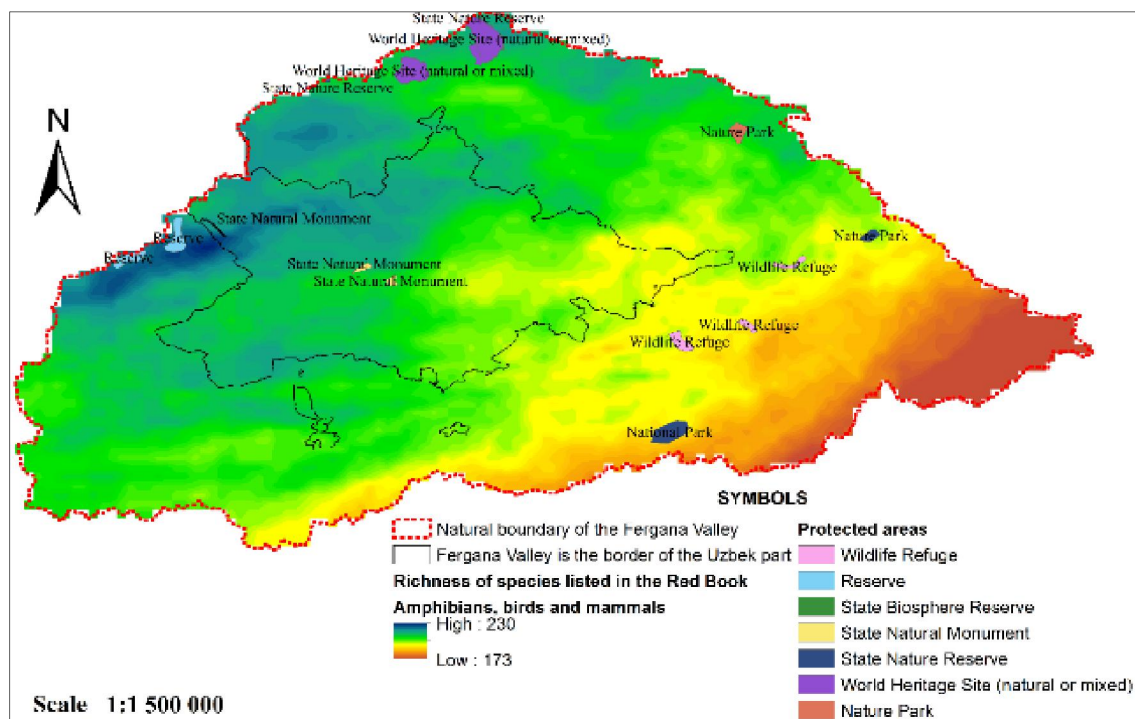 State Nature Reserve
World Heritage Site (natural or mixed)
World Heritage Site (natural or mixed)
State Nature Reserve
N
Nature Park
State Natural Monument
Reserve
Reserve
Nature Park
State Natural Monument
State Natural Monument
Wildlife Refuge
Wildlife Refuge
Wildlife Refuge
National Park
SYMBOLS
Natural boundary of the Fergana Valley
Fergana Valley is the border of the Uzbek part
Richness of species listed in the Red Book
Amphibians, birds and mammals
High : 230
Low : 173
Protected areas
Wildlife Refuge
Reserve
State Biosphere Reserve
State Natural Monument
State Nature Reserve
World Heritage Site (natural or mixed)
Nature Park
Scale 1:1 500 000